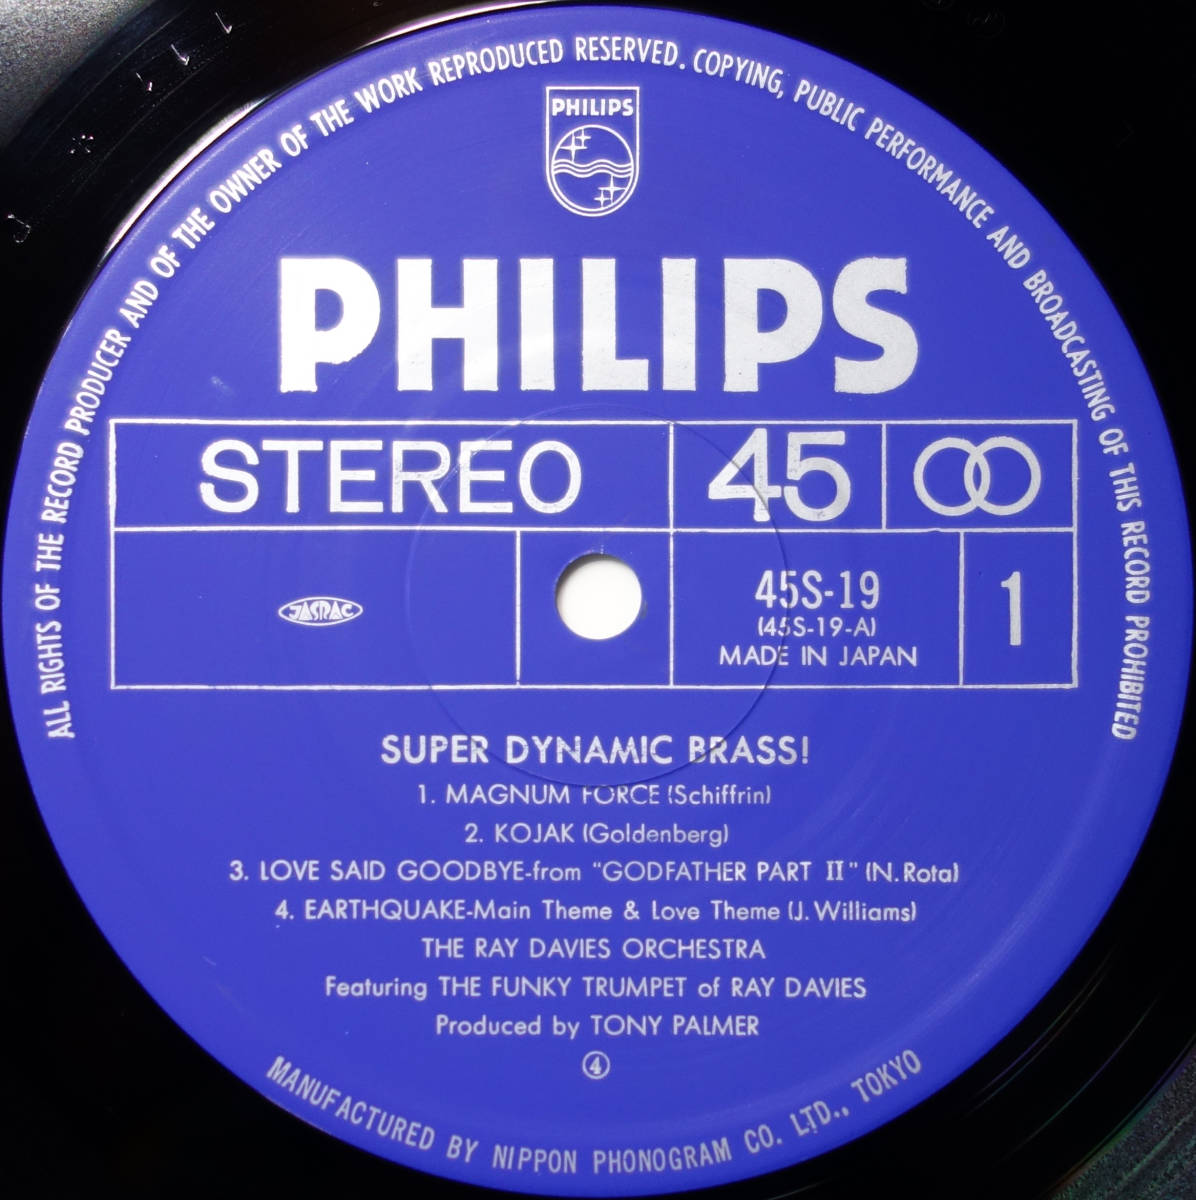 ALL RIGHTS OF THE RECORD PRODUCER AND OF THE OWNER OF THE WORK REPRODUCED RESERVED. COPYING, PUBLIC PERFORMANCE AND BROADCASTING OF THIS RECORD PROHIBITED
PHILIPS
PHILIPS
STEREO 45
JASRAC
45S-19
(45S-19-A)
MADE IN JAPAN
1
SUPER DYNAMIC BRASS!
1. MAGNUM FORCE (Schiffrin)
2. KOJAK (Goldenberg)
3. LOVE SAID GOODBYE-from "GODFATHER PART II" (N. Rota)
4. EARTHQUAKE-Main Theme & Love Theme (J. Williams)
THE RAY DAVIES ORCHESTRA
Featuring THE FUNKY TRUMPET of RAY DAVIES
Produced by TONY PALMER
④
MANUFACTURED BY NIPPON PHONOGRAM CO. LTD., TOKYO